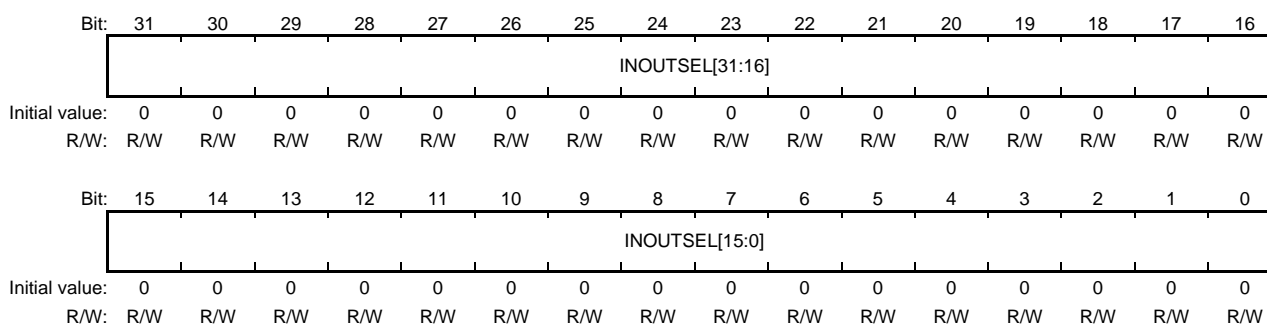 Bit: 31 30 29 28 27 26 25 24 23 22 21 20 19 18 17 16
INOUTSEL[31:16]
Initial value: 0 0 0 0 0 0 0 0 0 0 0 0 0 0 0 0
R/W: R/W R/W R/W R/W R/W R/W R/W R/W R/W R/W R/W R/W R/W R/W R/W R/W
Bit: 15 14 13 12 11 10 9 8 7 6 5 4 3 2 1 0
INOUTSEL[15:0]
Initial value: 0 0 0 0 0 0 0 0 0 0 0 0 0 0 0 0
R/W: R/W R/W R/W R/W R/W R/W R/W R/W R/W R/W R/W R/W R/W R/W R/W R/W